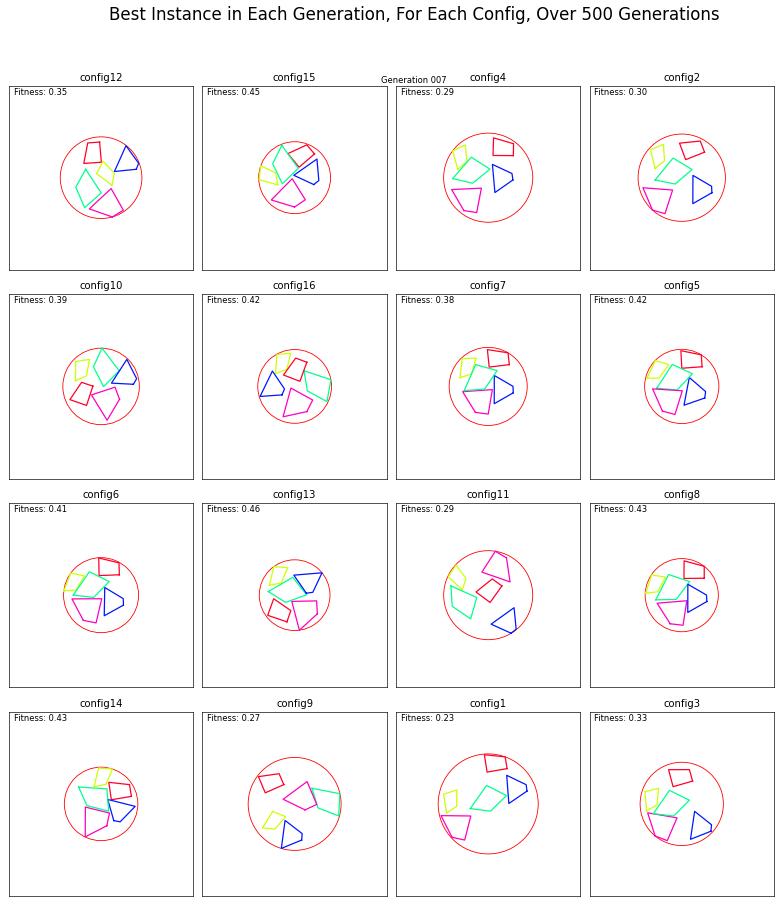 Best Instance in Each Generation, For Each Config, Over 500 Generations
Generation 007
config12
Fitness: 0.35
config15
Fitness: 0.45
config4
Fitness: 0.29
config2
Fitness: 0.30
config10
Fitness: 0.39
config16
Fitness: 0.42
config7
Fitness: 0.38
config5
Fitness: 0.42
config6
Fitness: 0.41
config13
Fitness: 0.46
config11
Fitness: 0.29
config8
Fitness: 0.43
config14
Fitness: 0.43
config9
Fitness: 0.27
config1
Fitness: 0.23
config3
Fitness: 0.33